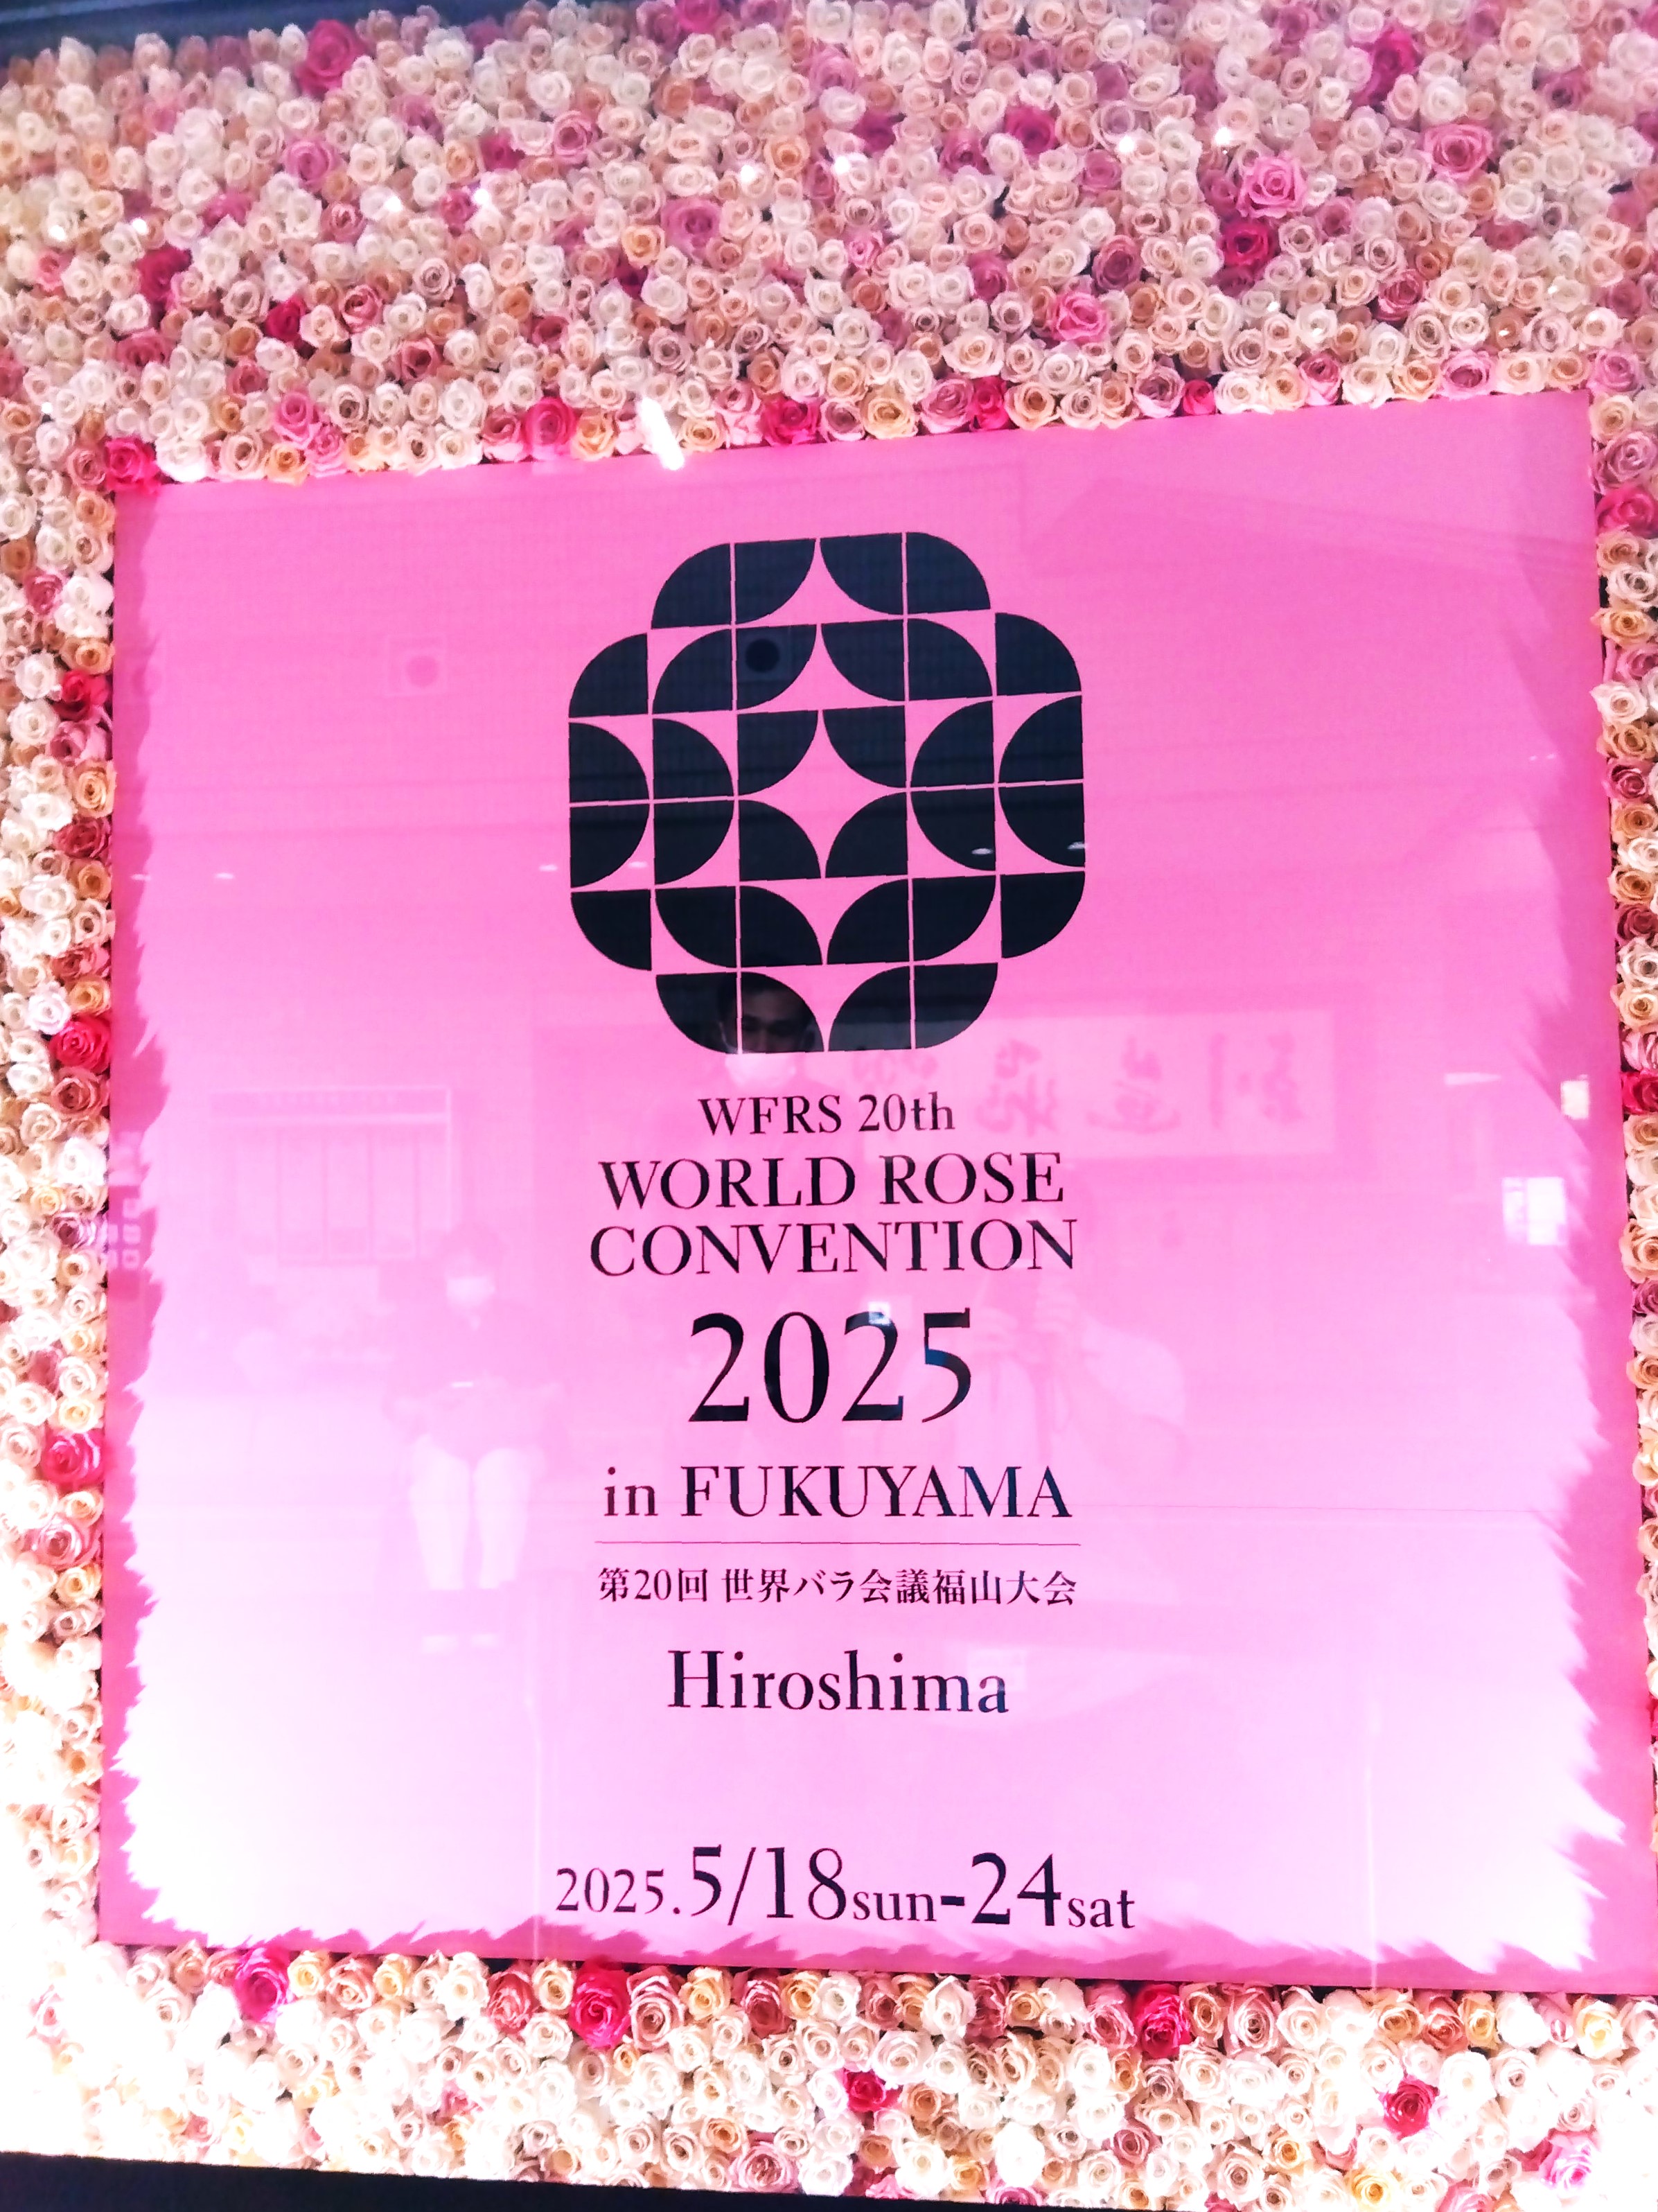 WFRS 20th
WORLD ROSE
CONVENTION
2025
in FUKUYAMA
第20回 世界バラ会議福山大会
Hiroshima
2025.5/18sun-24sat